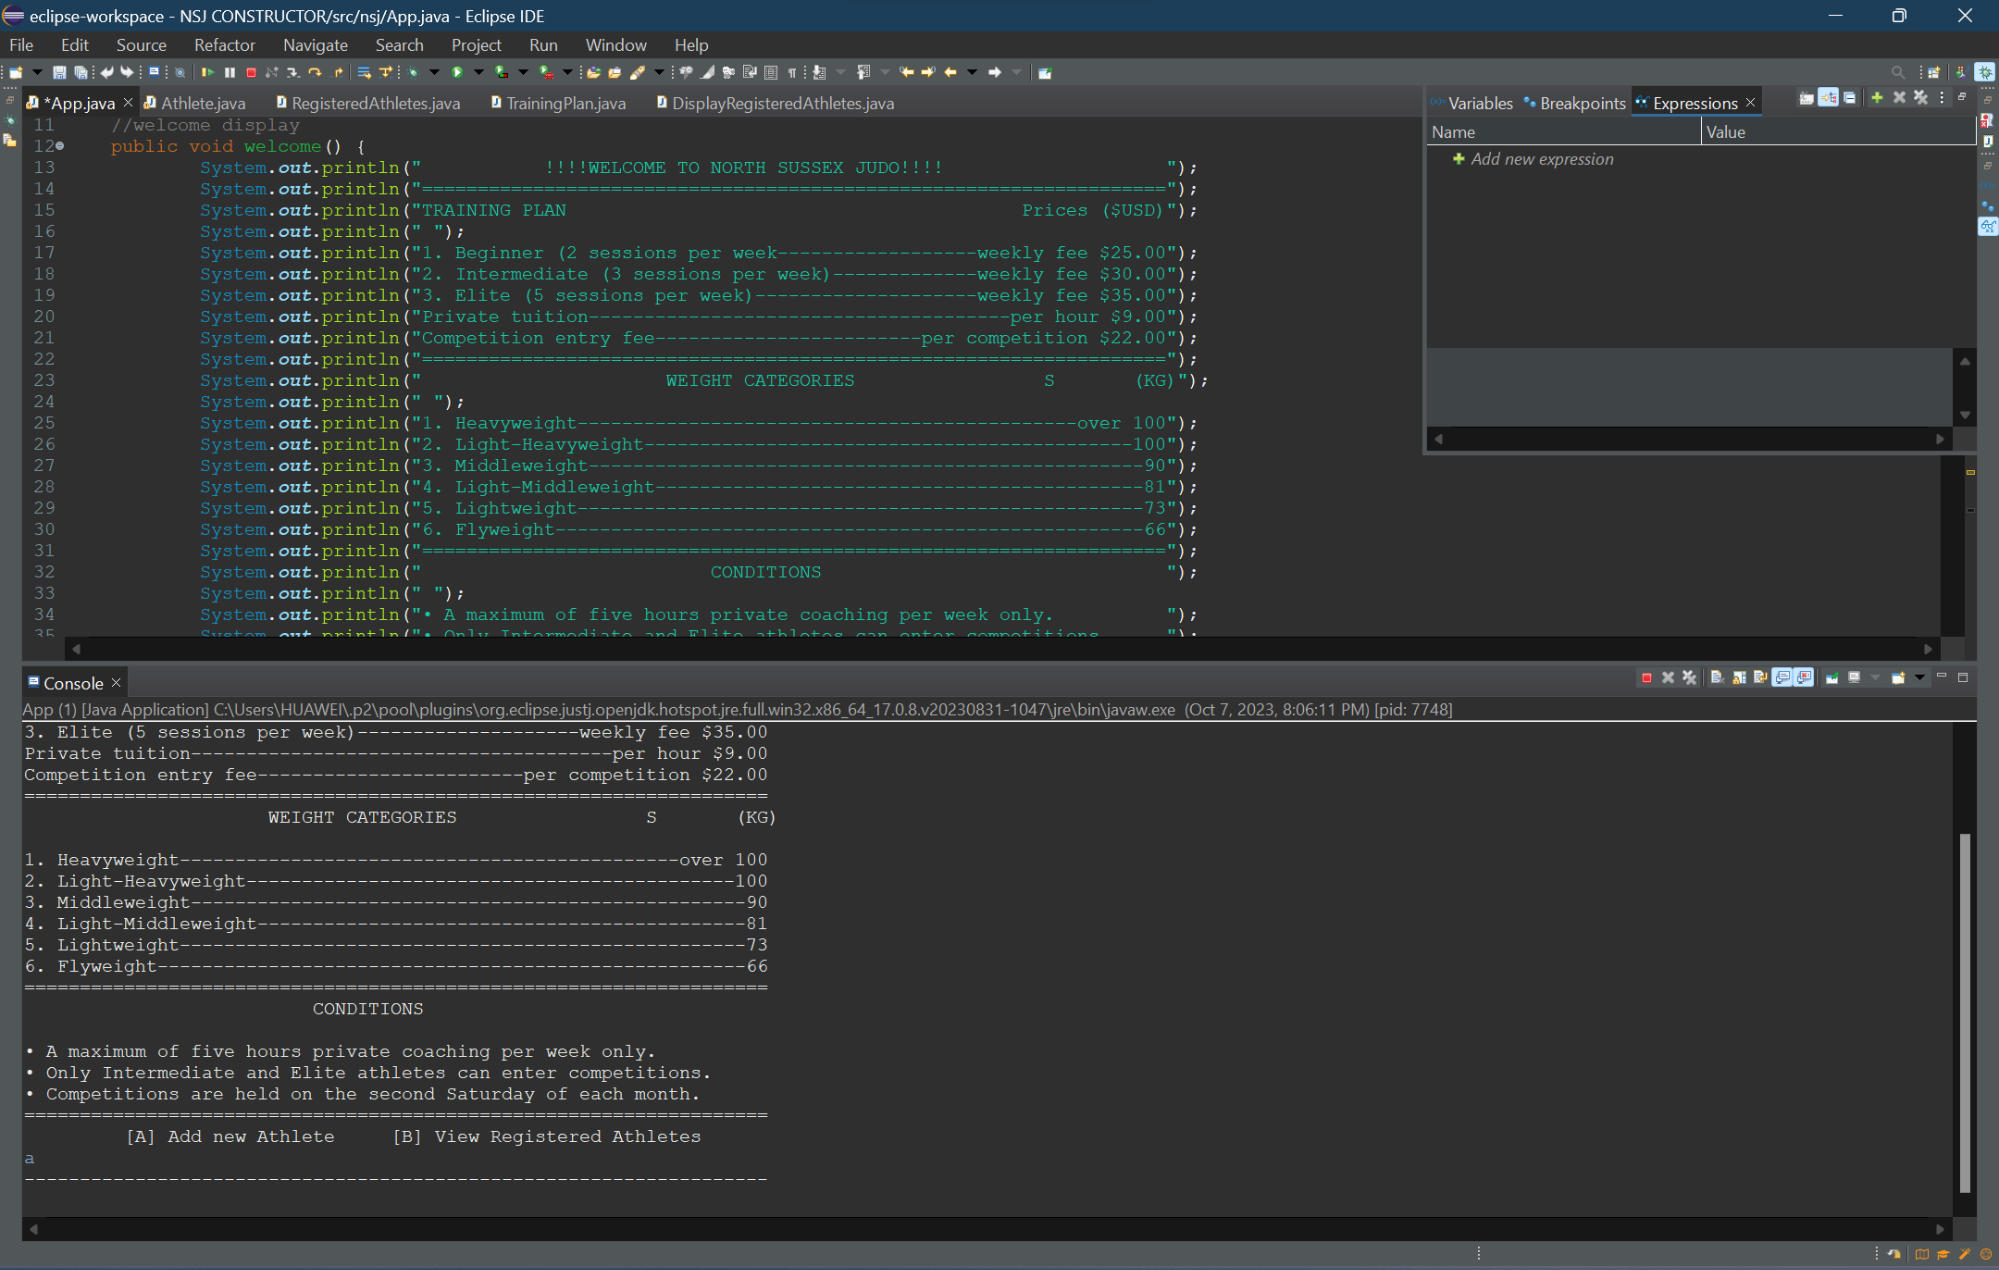 eclipse-workspace - NSJ CONSTRUCTOR/src/nsj/App.java - Eclipse IDE
File Edit Source Refactor Navigate Search Project Run Window Help
*App.java Athlete.java RegisteredAthletes.java TrainingPlan.java DisplayRegisteredAthletes.java
Variables Breakpoints Expressions
Name Value
Add new expression
11 //welcome display
12 public void welcome() {
13 System.out.println("           !!!!WELCOME TO NORTH SUSSEX JUDO!!!!                    ");
14 System.out.println("===================================================================");
15 System.out.println("TRAINING PLAN                                         Prices ($USD)");
16 System.out.println(" ");
17 System.out.println("1. Beginner (2 sessions per week------------------weekly fee $25.00");
18 System.out.println("2. Intermediate (3 sessions per week)-------------weekly fee $30.00");
19 System.out.println("3. Elite (5 sessions per week)--------------------weekly fee $35.00");
20 System.out.println("Private tuition--------------------------------------per hour $9.00");
21 System.out.println("Competition entry fee------------------------per competition $22.00");
22 System.out.println("===================================================================");
23 System.out.println("                      WEIGHT CATEGORIES                 S       (KG)");
24 System.out.println(" ");
25 System.out.println("1. Heavyweight---------------------------------------------over 100");
26 System.out.println("2. Light-Heavyweight--------------------------------------------100");
27 System.out.println("3. Middleweight--------------------------------------------------90");
28 System.out.println("4. Light-Middleweight--------------------------------------------81");
29 System.out.println("5. Lightweight---------------------------------------------------73");
30 System.out.println("6. Flyweight-----------------------------------------------------66");
31 System.out.println("===================================================================");
32 System.out.println("                          CONDITIONS                               ");
33 System.out.println(" ");
34 System.out.println("• A maximum of five hours private coaching per week only.          ");
35 System.out.println("• Only Intermediate and Elite athletes can enter competitions.     ");
Console
App (1) [Java Application] C:\Users\HUAWEI\.p2\pool\plugins\org.eclipse.justj.openjdk.hotspot.jre.full.win32.x86_64_17.0.8.v20230831-1047\jre\bin\javaw.exe (Oct 7, 2023, 8:06:11 PM) [pid: 7748]
3. Elite (5 sessions per week)--------------------weekly fee $35.00
Private tuition--------------------------------------per hour $9.00
Competition entry fee------------------------per competition $22.00
===================================================================
WEIGHT CATEGORIES                 S       (KG)
1. Heavyweight---------------------------------------------over 100
2. Light-Heavyweight--------------------------------------------100
3. Middleweight--------------------------------------------------90
4. Light-Middleweight--------------------------------------------81
5. Lightweight---------------------------------------------------73
6. Flyweight-----------------------------------------------------66
===================================================================
CONDITIONS
• A maximum of five hours private coaching per week only.
• Only Intermediate and Elite athletes can enter competitions.
• Competitions are held on the second Saturday of each month.
===================================================================
[A] Add new Athlete [B] View Registered Athletes
a
-------------------------------------------------------------------